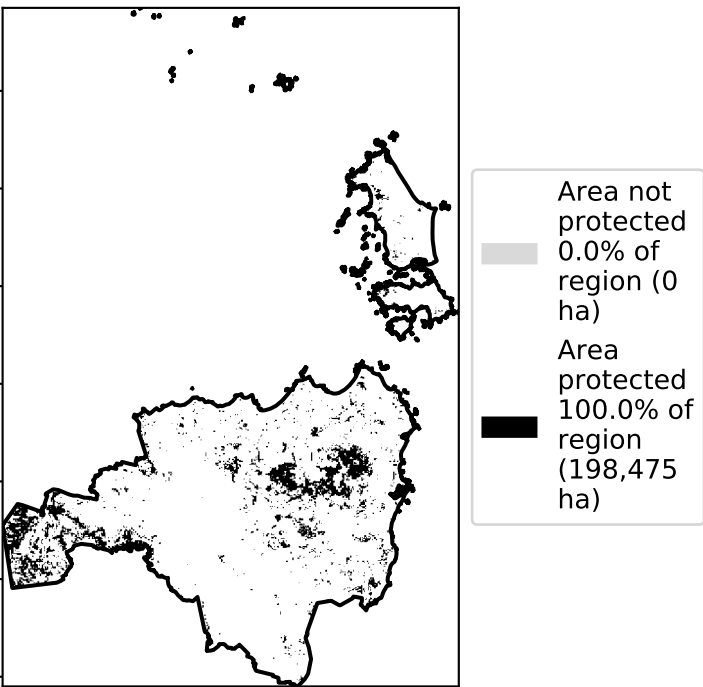 Area not
protected
0.0% of
region (0
ha)
Area
protected
100.0% of
region
(198,475
ha)